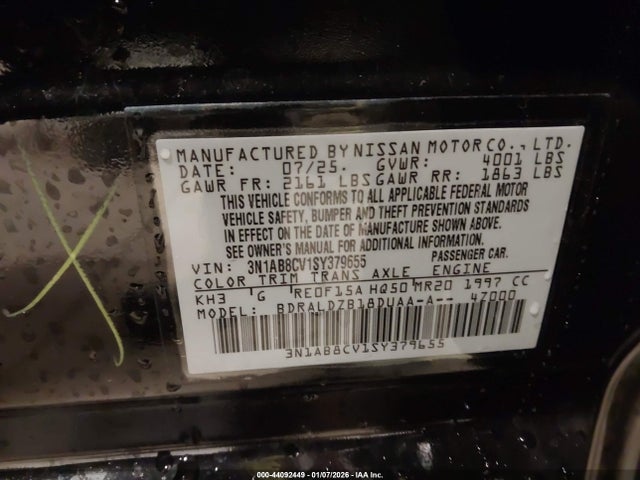 MANUFACTURED BY NISSAN MOTOR CO., LTD.
DATE: 07/25. GVWR: 4001 LBS
GAWR FR: 2161 LBS GAWR RR: 1863 LBS
THIS VEHICLE CONFORMS TO ALL APPLICABLE FEDERAL MOTOR
VEHICLE SAFETY, BUMPER AND THEFT PREVENTION STANDARDS
IN EFFECT ON THE DATE OF MANUFACTURE SHOWN ABOVE.
SEE OWNER'S MANUAL FOR ADDITIONAL INFORMATION.
VIN: 3N1AB8CV1SY379655 PASSENGER CAR.
COLOR TRIM TRANS AXLE ENGINE
KH3 G RE0F15A HQ50 MR20 1997 CC
MODEL: BDRALDZB18DUAA-A-- 47000
3N1AB8CV1SY379655
000-44092449 | 01/07/2026 - IAA Inc.